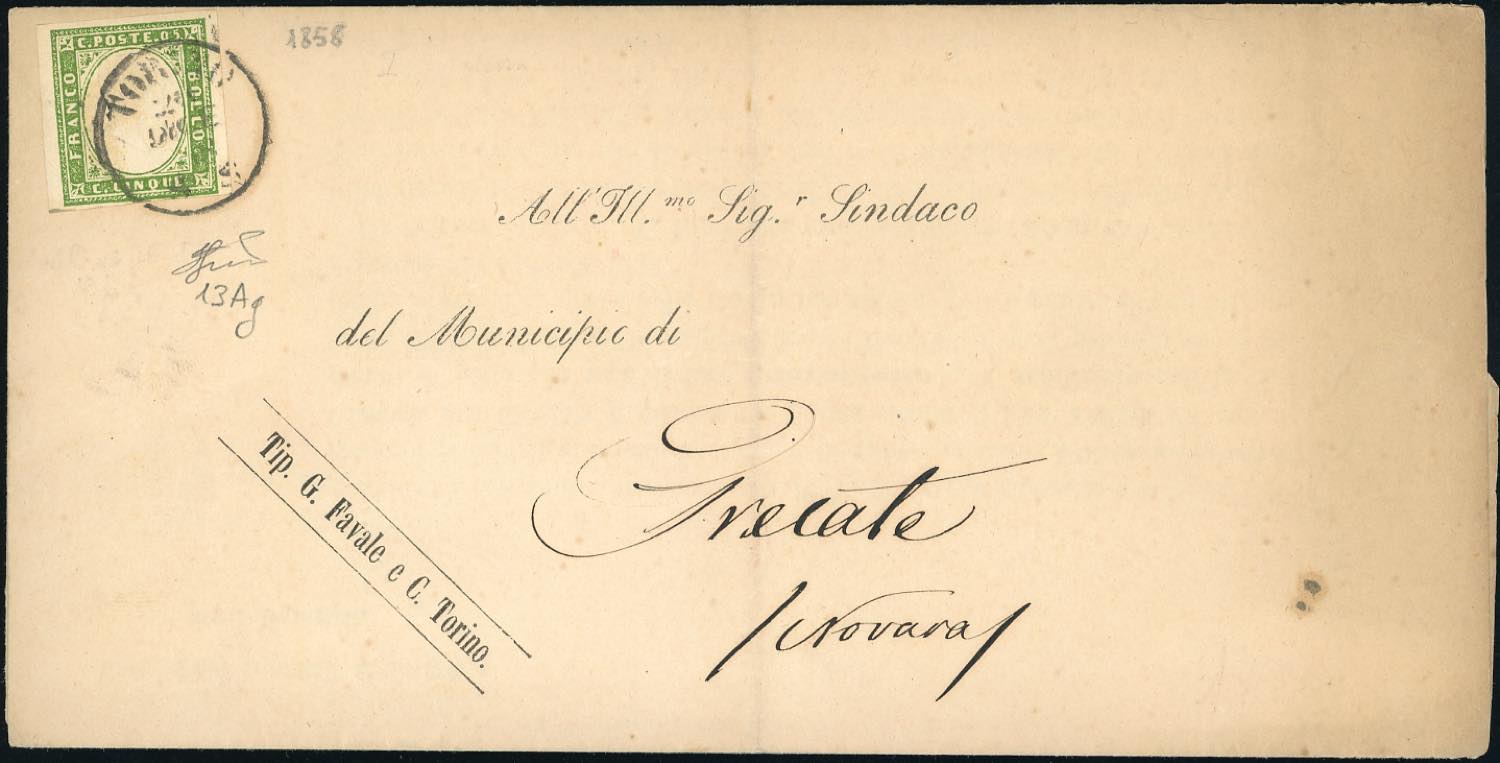 1858
C. POSTE. 05
FRANCO
BOLLO
C. CINQUE
13Ag
All'Ill.mo Sig.r Sindaco
del Municipio di
Trecate
/Novara/
Tip. G. Favale e C. Torino.